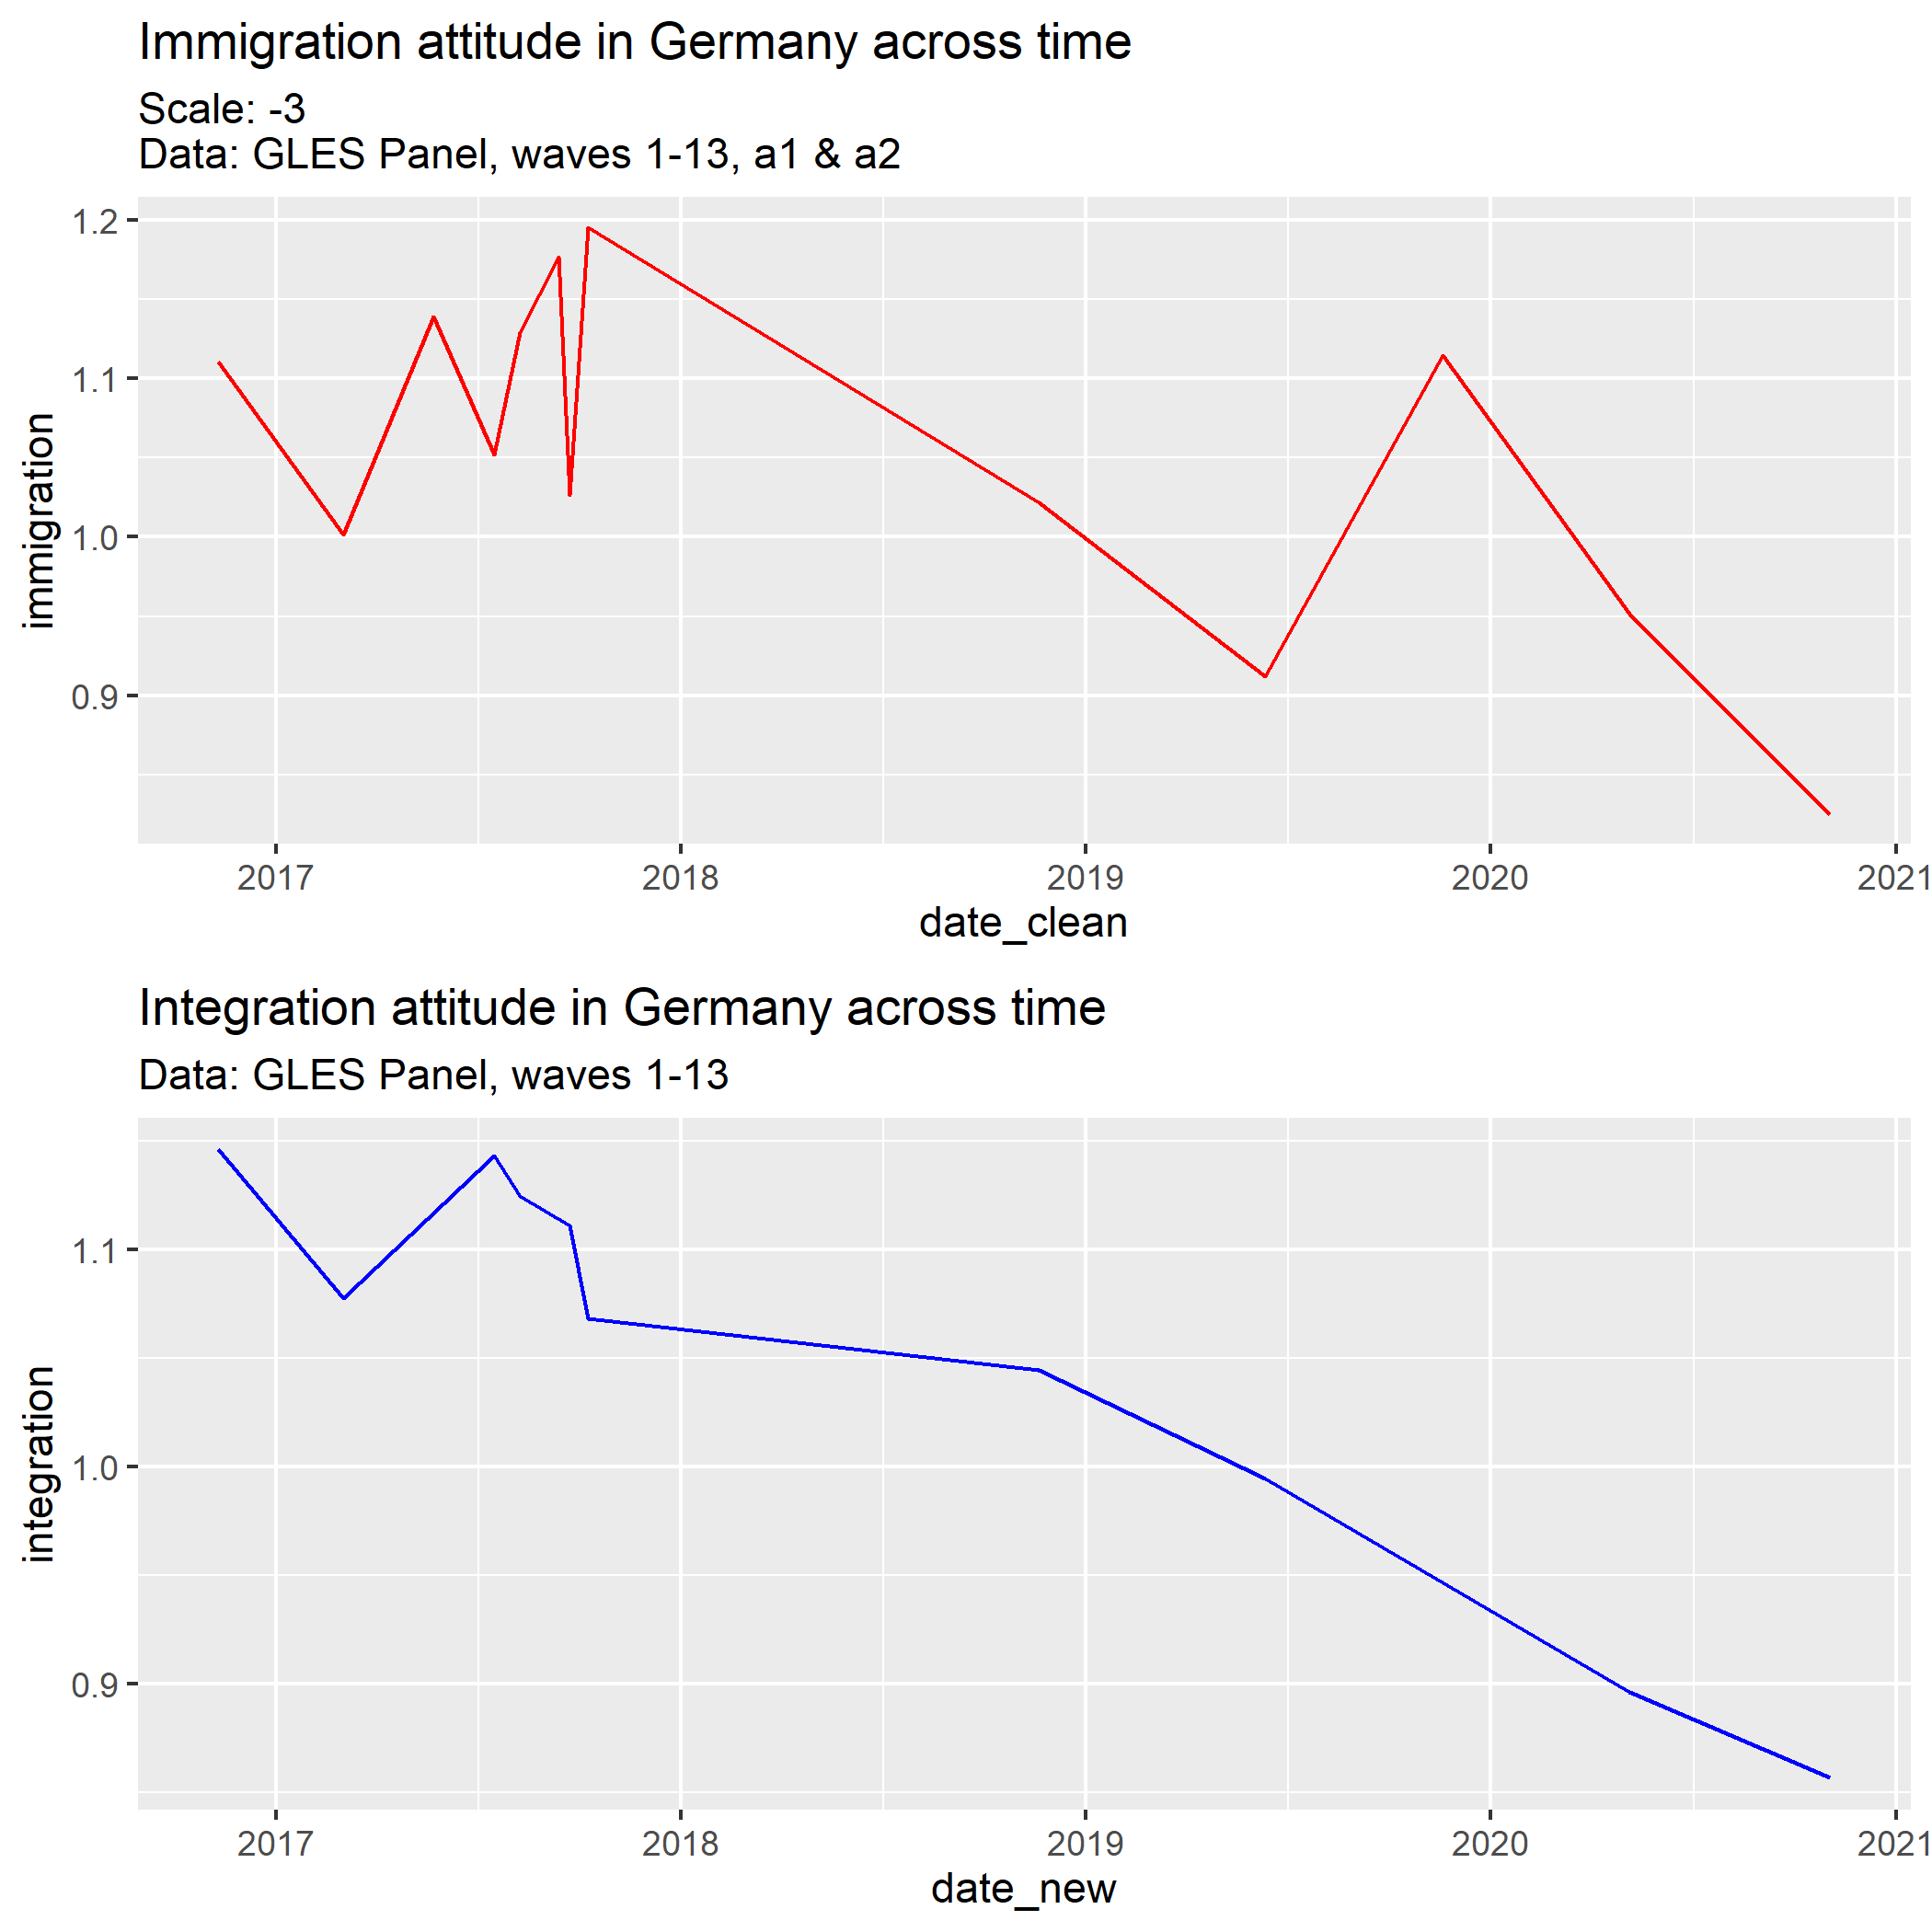 Immigration attitude in Germany across time
Scale: -3
Data: GLES Panel, waves 1-13, a1 & a2
1.2
1.1
1.0
0.9
immigration
2017 2018 2019 2020 2021
date_clean
Integration attitude in Germany across time
Data: GLES Panel, waves 1-13
1.1
1.0
0.9
integration
2017 2018 2019 2020 2021
date_new